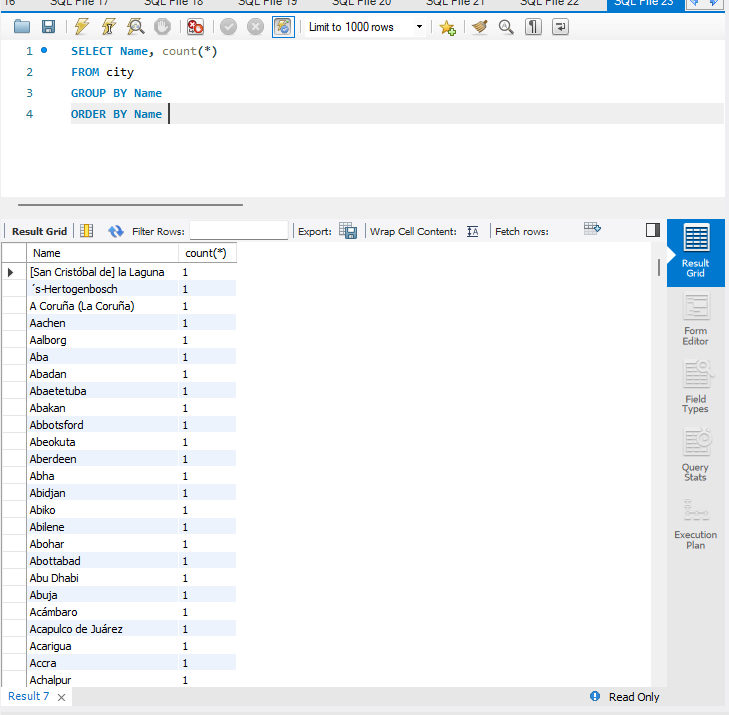 16 SQL File 17 SQL File 18 SQL File 19 SQL File 20 SQL File 21 SQL File 22 SQL File 23
Limit to 1000 rows
1 SELECT Name, count(*)
2 FROM city
3 GROUP BY Name
4 ORDER BY Name
Result Grid Filter Rows: Export: Wrap Cell Content: Fetch rows:
Name count(*)
[San Cristóbal de] la Laguna 1
´s-Hertogenbosch 1
A Coruña (La Coruña) 1
Aachen 1
Aalborg 1
Aba 1
Abadan 1
Abaetetuba 1
Abakan 1
Abbotsford 1
Abeokuta 1
Aberdeen 1
Abha 1
Abidjan 1
Abiko 1
Abilene 1
Abohar 1
Abottabad 1
Abu Dhabi 1
Abuja 1
Acámbaro 1
Acapulco de Juárez 1
Acarigua 1
Accra 1
Achalpur 1
Result
Grid
Form
Editor
Field
Types
Query
Stats
Execution
Plan
Result 7
Read Only